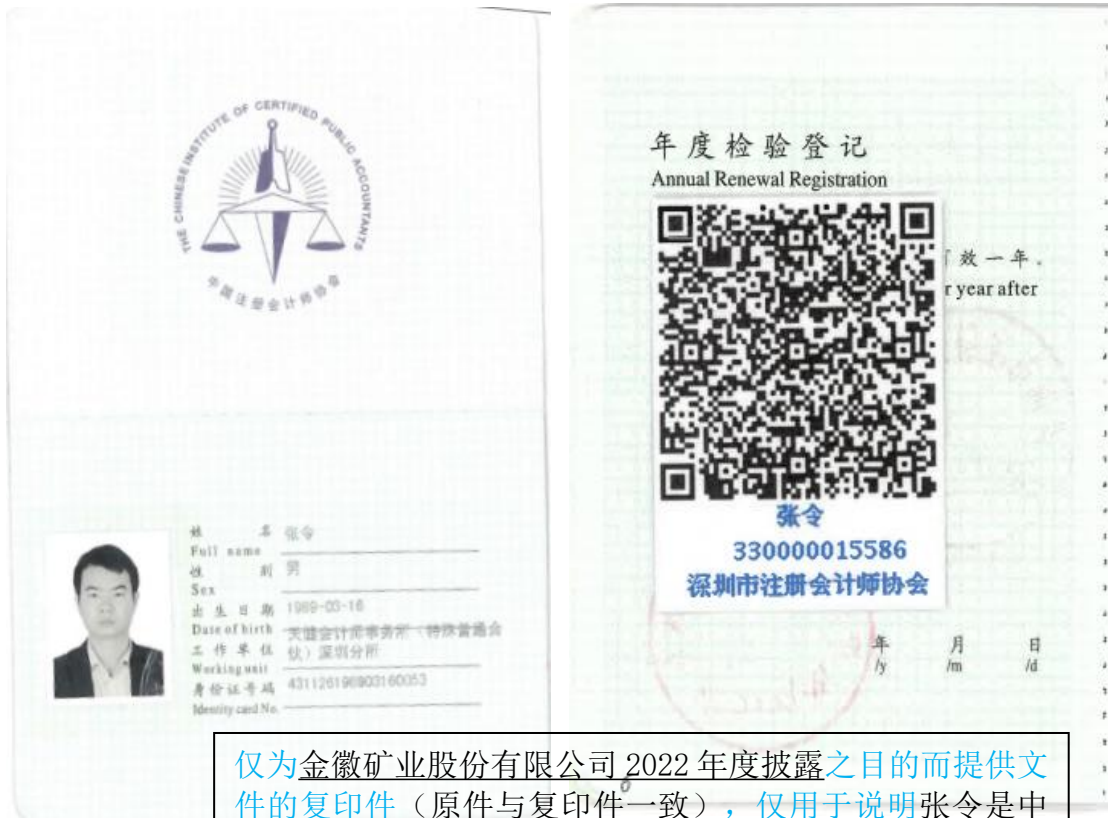 THE CHINESE INSTITUTE OF CERTIFIED PUBLIC ACCOUNTANTS
中国注册会计师协会
姓 名 张令
Full name
性 别 男
Sex
出 生 日 期 1989-03-16
Date of birth
天健会计师事务所（特殊普通合
工 作 单 位 伙）深圳分所
Working unit
身份证号码 431126198903160053
Identity card No.
年度检验登记
Annual Renewal Registration
效一年.
r year after
张令
330000015586
深圳市注册会计师协会
年 月 日
/y /m /d
仅为金徽矿业股份有限公司 2022 年度披露之目的而提供文
件的复印件（原件与复印件一致），仅用于说明张令是中